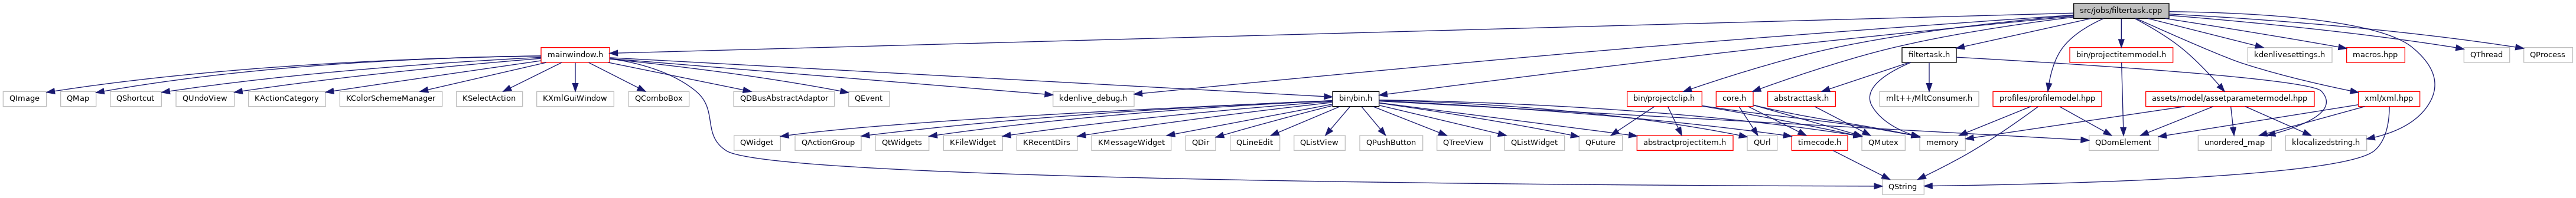 src/jobs/filtertask.cpp
mainwindow.h
filtertask.h
bin/projectitemmodel.h
kdenlivesettings.h
macros.hpp
QThread
QProcess
QImage
QMap
QShortcut
QUndoView
KActionCategory
KColorSchemeManager
KSelectAction
KXmlGuiWindow
QComboBox
QDBusAbstractAdaptor
QEvent
kdenlive_debug.h
bin/bin.h
bin/projectclip.h
core.h
abstracttask.h
mlt++/MltConsumer.h
profiles/profilemodel.hpp
assets/model/assetparametermodel.hpp
xml/xml.hpp
QWidget
QActionGroup
QtWidgets
KFileWidget
KRecentDirs
KMessageWidget
QDir
QLineEdit
QListView
QPushButton
QTreeView
QListWidget
QFuture
abstractprojectitem.h
QUrl
timecode.h
QMutex
memory
QDomElement
unordered_map
klocalizedstring.h
QString